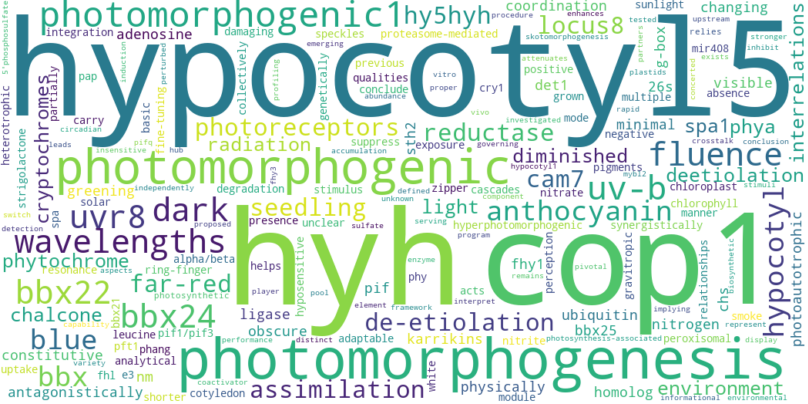 photomorphogenic1 hy5hyh coordination sunlight changing
integration adenosine speckles proteasome-mediated locus8 tested upstream
damaging procedure enhances skotomorphogenesis relies
5'phosphosulfate
hypocotyl5
interrelations
emerging perturbed genetically previous attenuates g-box partners mir408 stronger
pap induction profiling qualities positive plastids exists inhibit
partially collectively conclude cry1 det1 26s visible concerted
heterotrophic cryptochromes basic fine-tuning proper vitro grown multiple absence
carry abundance mode rapid negative
photoreceptors sth2 reductase minimal spa1 phya
circadian radiation suppress exposure vivo investigated governing crosstalk conclusion
leads pifq hub accumulation hypocotyl1 myb12
strigolactone insensitive fhy3
photomorphogenic diminished fluence
independently defined zipper cam7 pigments deetiolation
greening degradation stimulus unknown cascades nitrate chloroplast stimuli
solar component uv-b chlorophyll manner
switch spa uvr8 dark seedling light anthocyanin program
detection proposed presence unclear serving hyperphotomorphogenic synergistically
wavelengths hyh cop1 hypocotyl photoautotrophic
phytochrome resonance alpha/beta sulfate helps phy fhy1 perception gravitropic relationships biosynthetic
aspects ring-finger enzyme hyposensitive pif remains pivotal
bbx22 far-red player acts chs
photosynthetic ligase ubiquitin nitrogen smoke
chalcone bbx21 bbx24 pool element de-etiolation bbx25 peroxisomal implying
capability framework interpret represent
blue pif1/pif3 obscure karrikins nitrite photosynthesis-associated display
constitutive leucine pft1 phang performance distinct
uptake bbx analytical variety photomorphogenesis environment
fhl e3 nm coactivator white
antagonistically shorter cotyledon assimilation adaptable physically homolog
module informational environmental